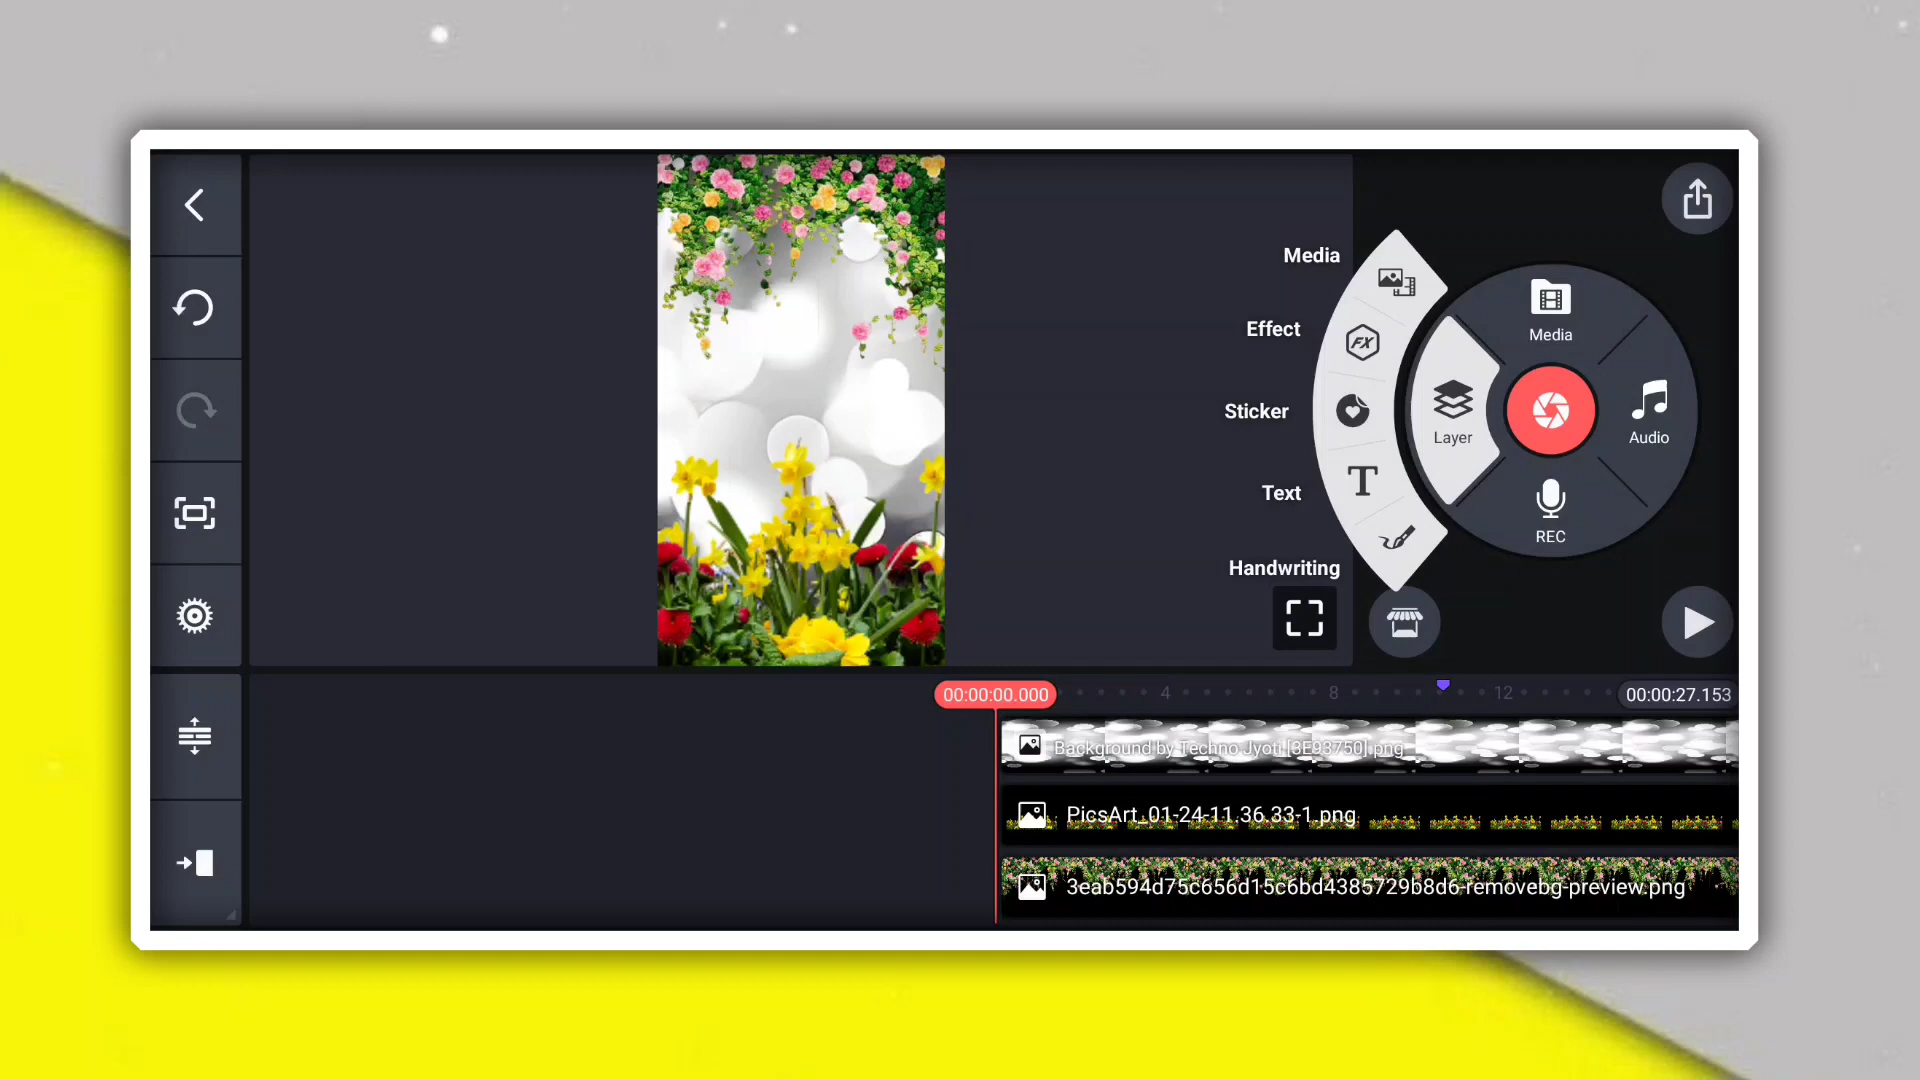 Media
Effect
Sticker
Text
Handwriting
Media
Layer
Audio
REC
00:00:00.000
4
8
12
00:00:27.153
Background by Techno Jyoti [3E93750].png
PicsArt_01-24-11.36.33-1.png
3eab594d75c656d15c6bd4385729b8d6-removebg-preview.png